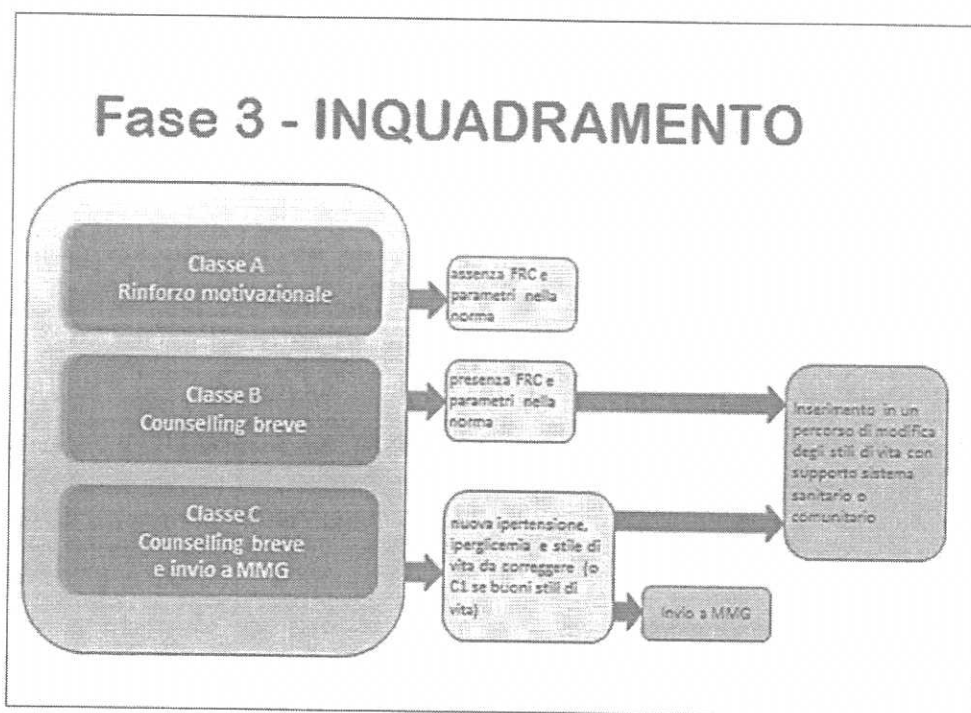 Fase 3 - INQUADRAMENTO
Classe A
Rinforzo motivazionale
assenza FRC e
parametri nella
norma
Classe B
Counselling breve
presenza FRC e
parametri nella
norma
Inserimento in un
percorso di modifica
degli stili di vita con
supporto sistema
sanitario o
comunitario
Classe C
Counselling breve
e invio a MMG
nuova ipertensione,
iperglicemia e stile di
vita da correggere (o
C1 se buoni stili di
vita)
Invio a MMG